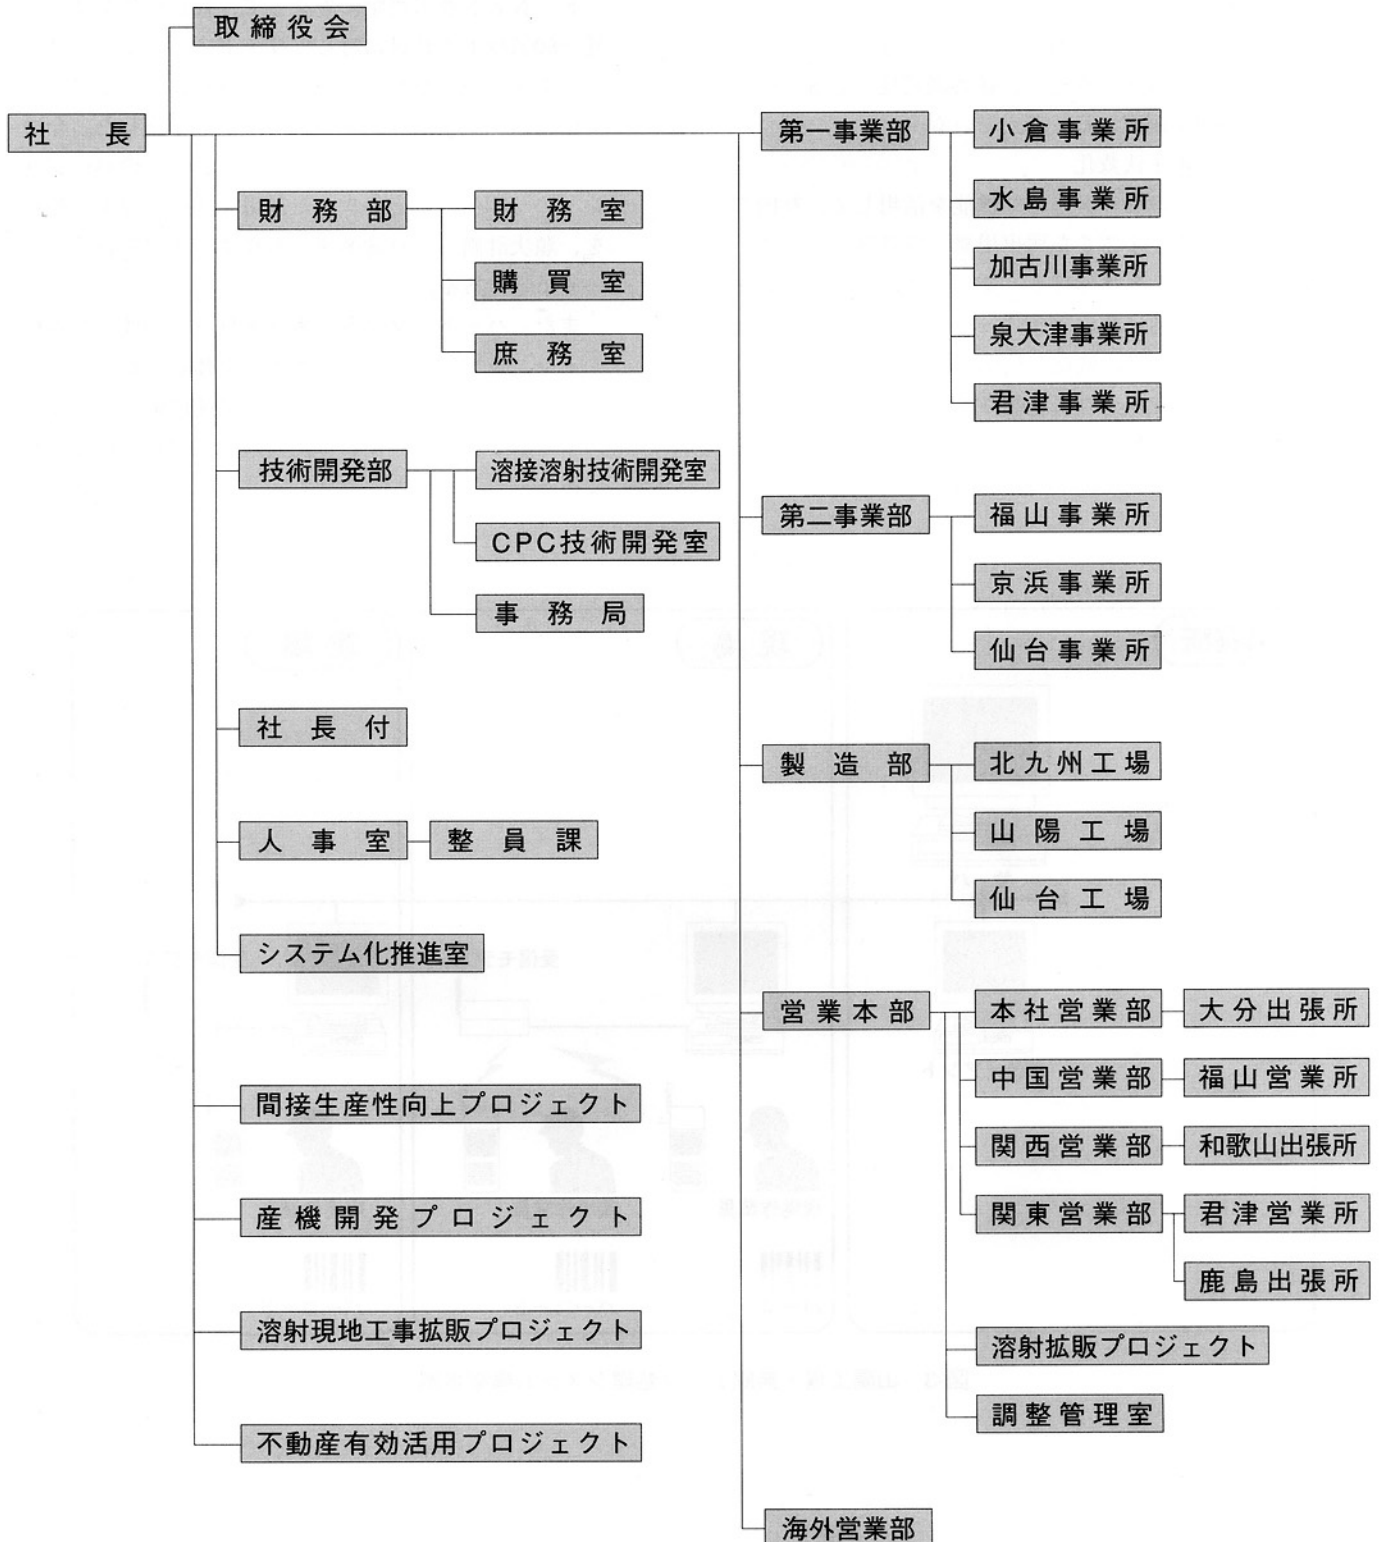 取締役会
社長
財務部
財務室
購買室
庶務室
技術開発部
溶接溶射技術開発室
CPC技術開発室
事務局
社長付
人事室
整員課
システム化推進室
間接生産性向上プロジェクト
産機開発プロジェクト
溶射現地工事拡販プロジェクト
不動産有効活用プロジェクト
第一事業部
小倉事業所
水島事業所
加古川事業所
泉大津事業所
君津事業所
第二事業部
福山事業所
京浜事業所
仙台事業所
製造部
北九州工場
山陽工場
仙台工場
営業本部
本社営業部
大分出張所
中国営業部
福山営業所
関西営業部
和歌山出張所
関東営業部
君津営業所
鹿島出張所
溶射拡販プロジェクト
調整管理室
海外営業部